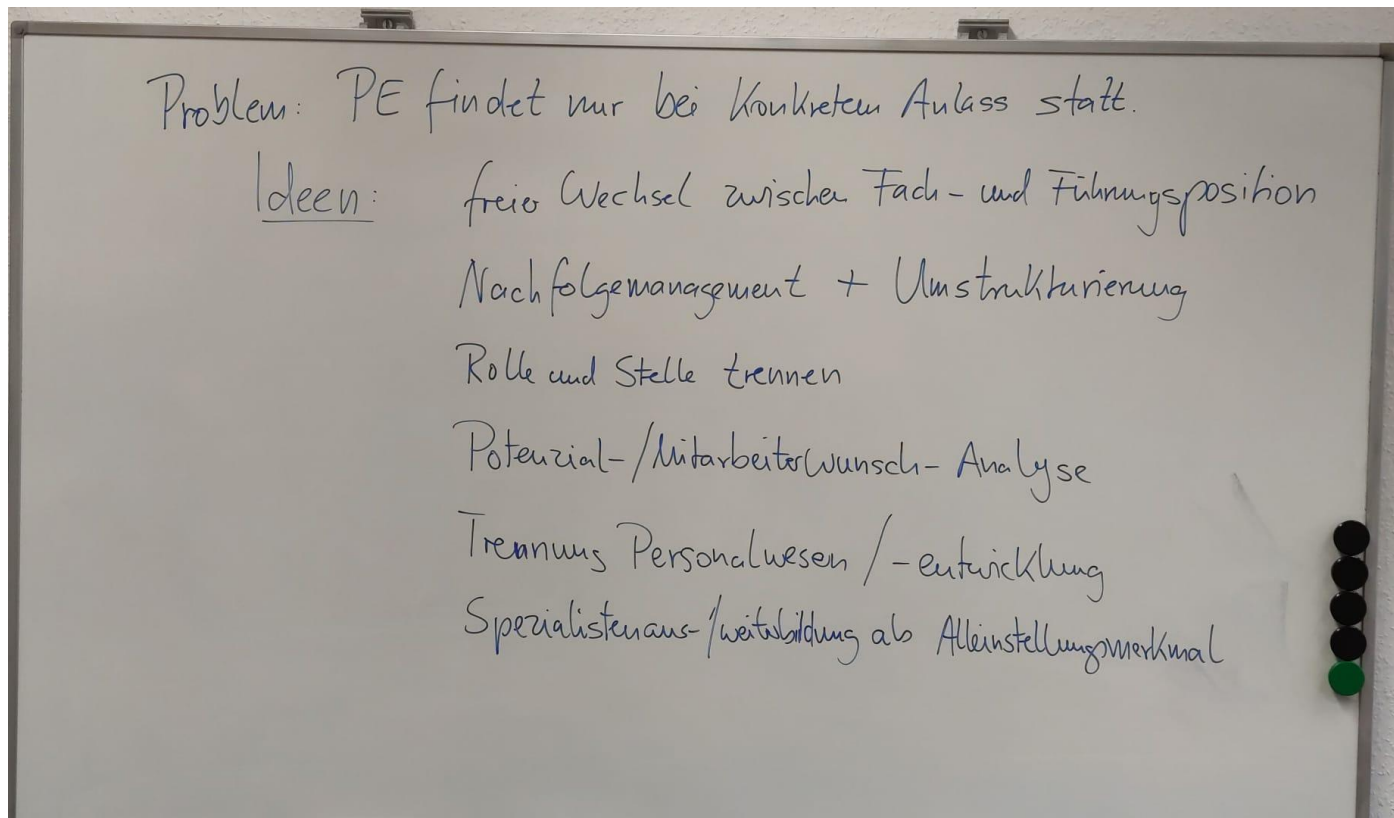 Problem: PE findet nur bei konkretem Anlass statt.
Ideen: freier Wechsel zwischen Fach- und Führungsposition
Nachfolgemanagement + Umstrukturierung
Rolle und Stelle trennen
Potenzial-/Mitarbeiterwunsch-Analyse
Trennung Personalwesen/-entwicklung
Spezialistenaus-/weiterbildung als Alleinstellungsmerkmal